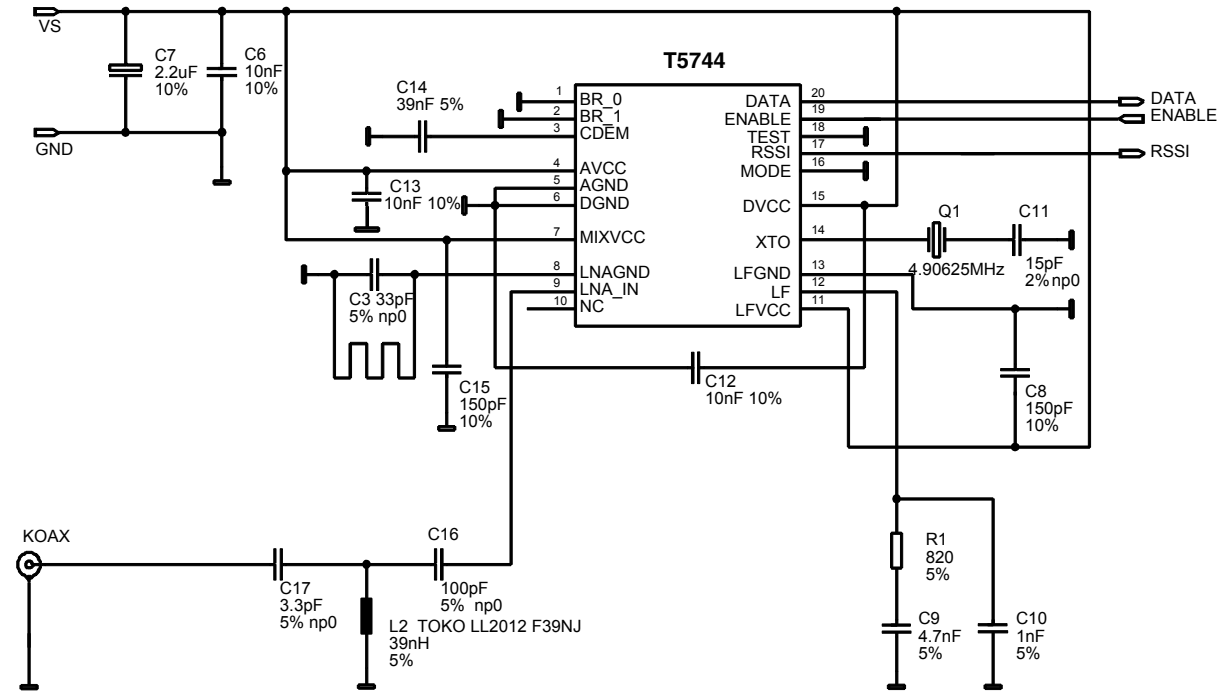 VS
GND
C7
2.2uF
10%
C6
10nF
10%
T5744
C14
39nF 5%
1
BR_0
2
BR_1
3
CDEM
4
AVCC
5
AGND
6
DGND
7
MIXVCC
8
LNAGND
9
LNA_IN
10
NC
DATA
20
ENABLE
19
TEST
18
RSSI
17
MODE
16
DVCC
15
XTO
14
LFGND
13
LF
12
LFVCC
11
DATA
ENABLE
RSSI
C13
10nF 10%
Q1
4.90625MHz
C11
15pF
2% np0
C3 33pF
5% np0
C15
150pF
10%
C12
10nF 10%
C8
150pF
10%
KOAX
C17
3.3pF
5% np0
C16
100pF
5% np0
L2 TOKO LL2012 F39NJ
39nH
5%
R1
820
5%
C9
4.7nF
5%
C10
1nF
5%